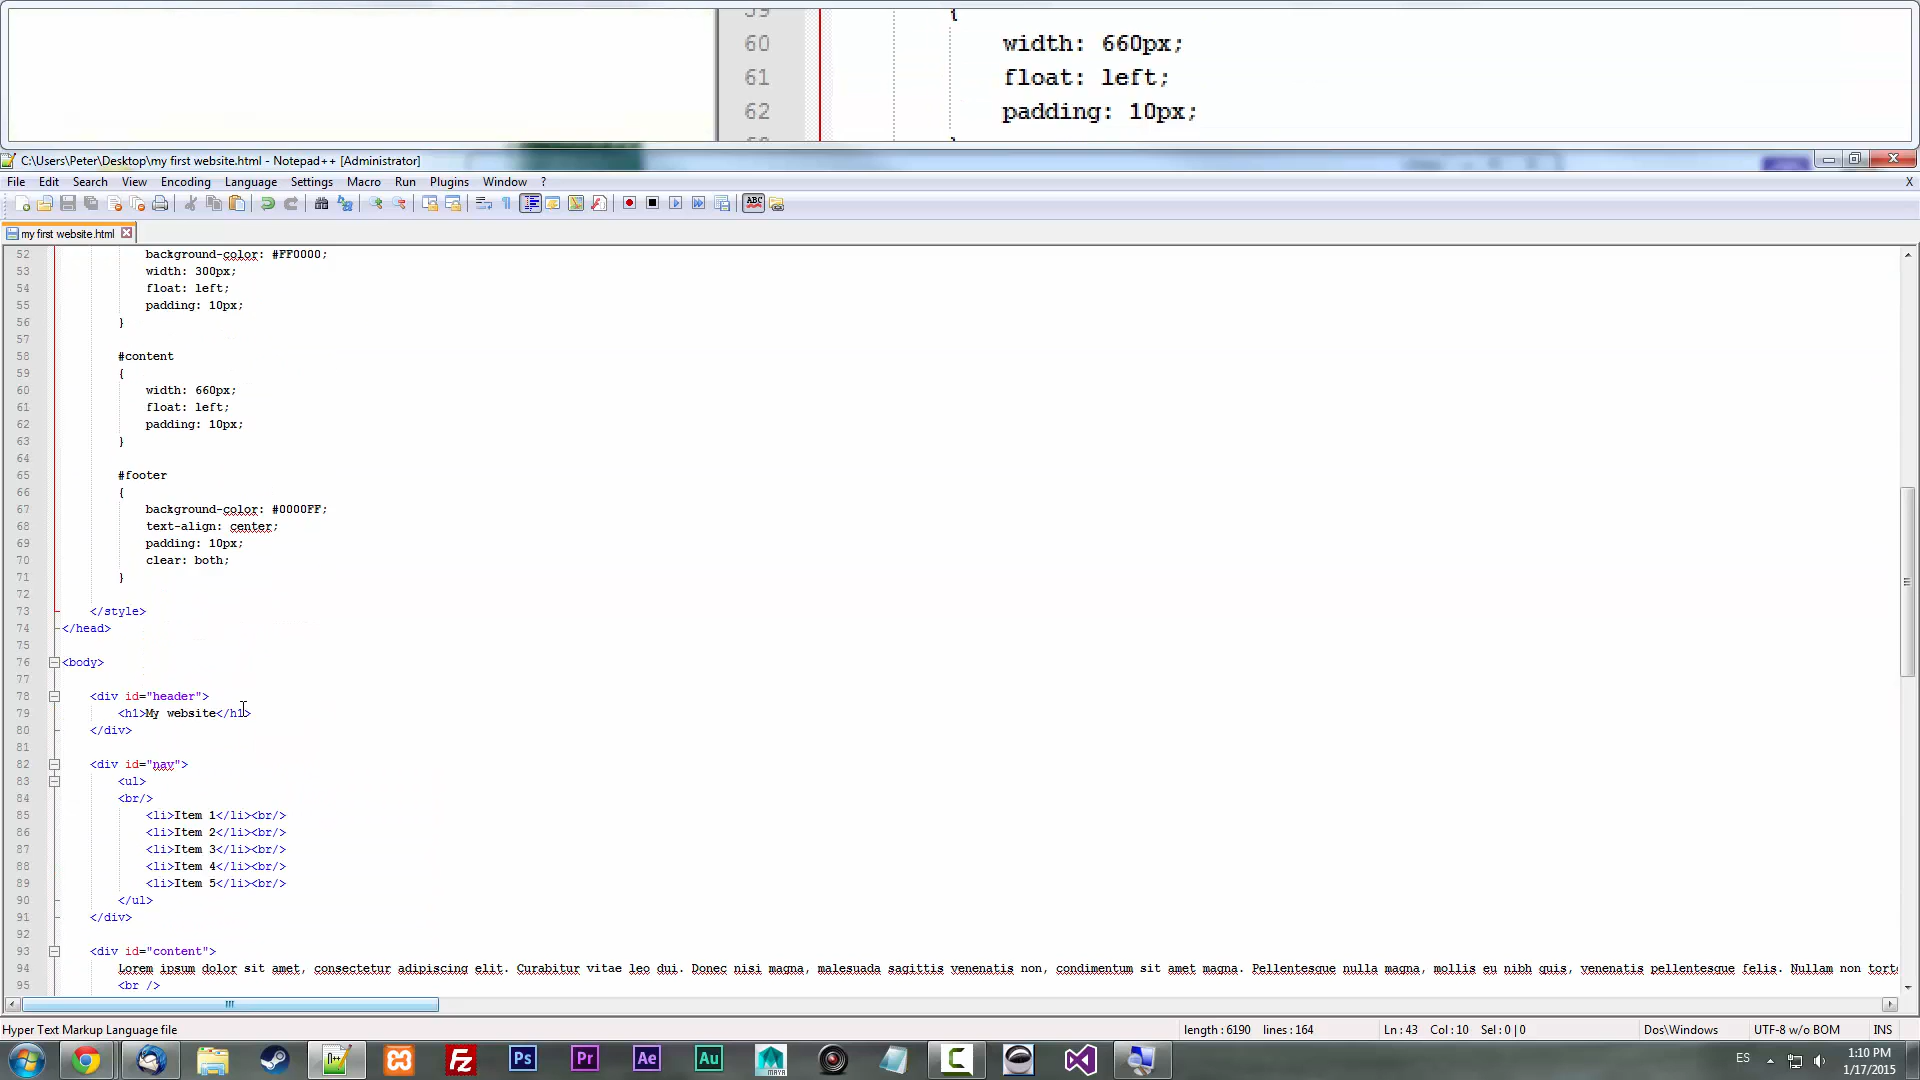 60 width: 660px;
61 float: left;
62 padding: 10px;
C:\Users\Peter\Desktop\my first website.html - Notepad++ [Administrator]
File Edit Search View Encoding Language Settings Macro Run Plugins Window ? X
my first website.html
52 background-color: #FF0000;
53 width: 300px;
54 float: left;
55 padding: 10px;
56 }
57
58 #content
59 {
60 width: 660px;
61 float: left;
62 padding: 10px;
63 }
64
65 #footer
66 {
67 background-color: #0000FF;
68 text-align: center;
69 padding: 10px;
70 clear: both;
71 }
72
73 </style>
74 </head>
75
76 <body>
77
78 <div id="header">
79 <h1>My website</h1>
80 </div>
81
82 <div id="nav">
83 <ul>
84 <br/>
85 <li>Item 1</li><br/>
86 <li>Item 2</li><br/>
87 <li>Item 3</li><br/>
88 <li>Item 4</li><br/>
89 <li>Item 5</li><br/>
90 </ul>
91 </div>
92
93 <div id="content">
94 Lorem ipsum dolor sit amet, consectetur adipiscing elit. Curabitur vitae leo dui. Donec nisi magna, malesuada sagittis venenatis non, condimentum sit amet magna. Pellentesque nulla magna, mollis eu nibh quis, venenatis pellentesque felis. Nullam non torto
95 <br />
Hyper Text Markup Language file length : 6190 lines : 164 Ln : 43 Col : 10 Sel : 0 | 0 Dos\Windows UTF-8 w/o BOM INS
Ps Pr Ae Au MAYA ES 1:10 PM
1/17/2015